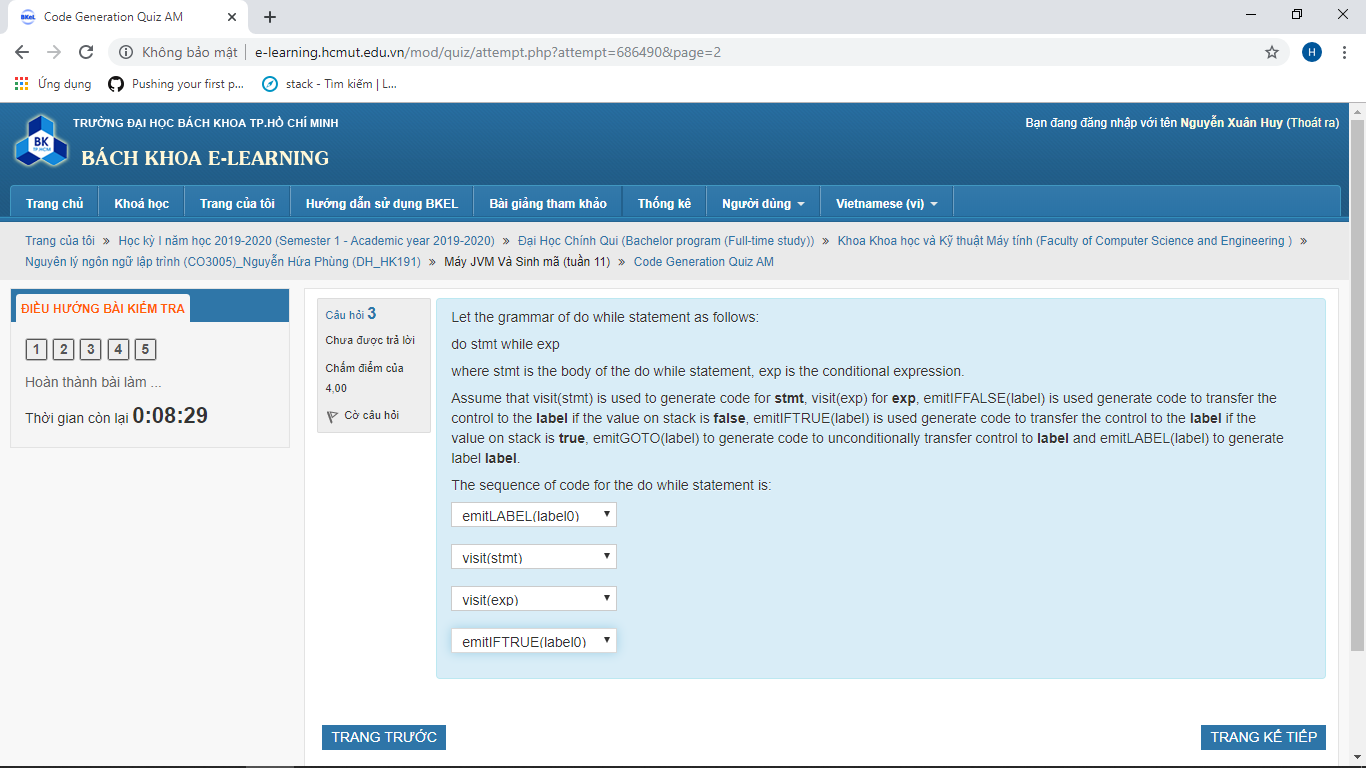 Code Generation Quiz AM
Không bảo mật | e-learning.hcmut.edu.vn/mod/quiz/attempt.php?attempt=686490&page=2
H
Ứng dụng Pushing your first p... stack - Tìm kiếm | L...
BK
TP.HCM
TRƯỜNG ĐẠI HỌC BÁCH KHOA TP.HỒ CHÍ MINH
Bạn đang đăng nhập với tên Nguyễn Xuân Huy (Thoát ra)
BÁCH KHOA E-LEARNING
Trang chủ Khoá học Trang của tôi Hướng dẫn sử dụng BKEL Bài giảng tham khảo Thống kê Người dùng Vietnamese (vi)
Trang của tôi » Học kỳ I năm học 2019-2020 (Semester 1 - Academic year 2019-2020) » Đại Học Chính Qui (Bachelor program (Full-time study)) » Khoa Khoa học và Kỹ thuật Máy tính (Faculty of Computer Science and Engineering ) »
Nguyên lý ngôn ngữ lập trình (CO3005)_Nguyễn Hứa Phùng (DH_HK191) » Máy JVM Và Sinh mã (tuần 11) » Code Generation Quiz AM
ĐIỀU HƯỚNG BÀI KIỂM TRA
1 2 3 4 5
Hoàn thành bài làm ...
Thời gian còn lại 0:08:29
Câu hỏi 3
Chưa được trả lời
Chấm điểm của
4,00
Cờ câu hỏi
Let the grammar of do while statement as follows:
do stmt while exp
where stmt is the body of the do while statement, exp is the conditional expression.
Assume that visit(stmt) is used to generate code for stmt, visit(exp) for exp, emitIFFALSE(label) is used generate code to transfer the
control to the label if the value on stack is false, emitIFTRUE(label) is used generate code to transfer the control to the label if the
value on stack is true, emitGOTO(label) to generate code to unconditionally transfer control to label and emitLABEL(label) to generate
label label.
The sequence of code for the do while statement is:
emitLABEL(label0)
visit(stmt)
visit(exp)
emitIFTRUE(label0)
TRANG TRƯỚC
TRANG KẾ TIẾP